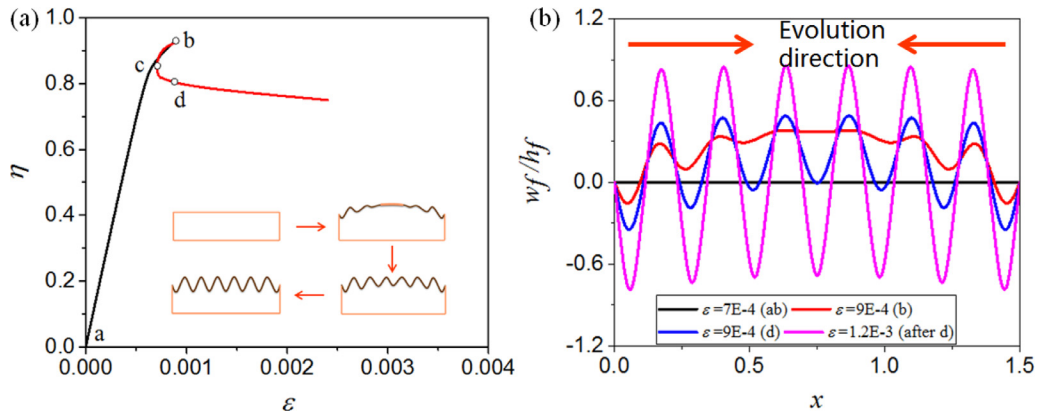 (a)
1.0
0.8
0.6
0.4
0.2
0.0
η
b
c
d
a
0.000 0.001 0.002 0.003 0.004
ε
(b)
1.2
0.6
0.0
-0.6
-1.2
wf/hf
Evolution
direction
ε=7E-4 (ab) ε=9E-4 (b)
ε=9E-4 (d) ε=1.2E-3 (after d)
0.0 0.5 1.0 1.5
x